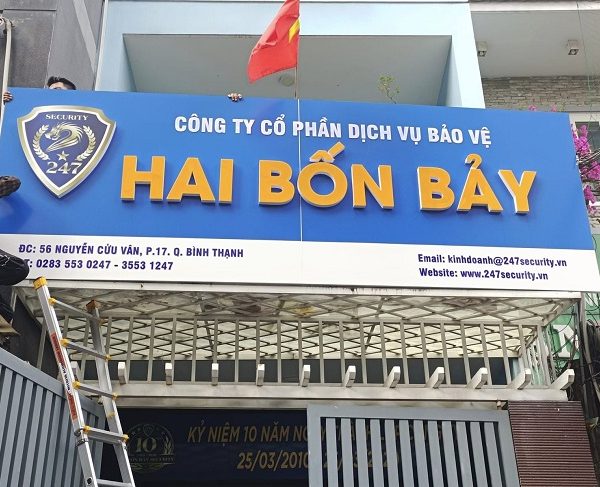 SECURITY
247
CÔNG TY CỔ PHẦN DỊCH VỤ BẢO VỆ
HAI BỐN BẢY
ĐC: 56 NGUYỄN CỬU VÂN, P.17. Q. BÌNH THẠNH
T: 0283 553 0247 - 3553 1247
Email: kinhdoanh@247security.vn
Website: www.247security.vn
10
KỶ NIỆM 10 NĂM
25/03/2010